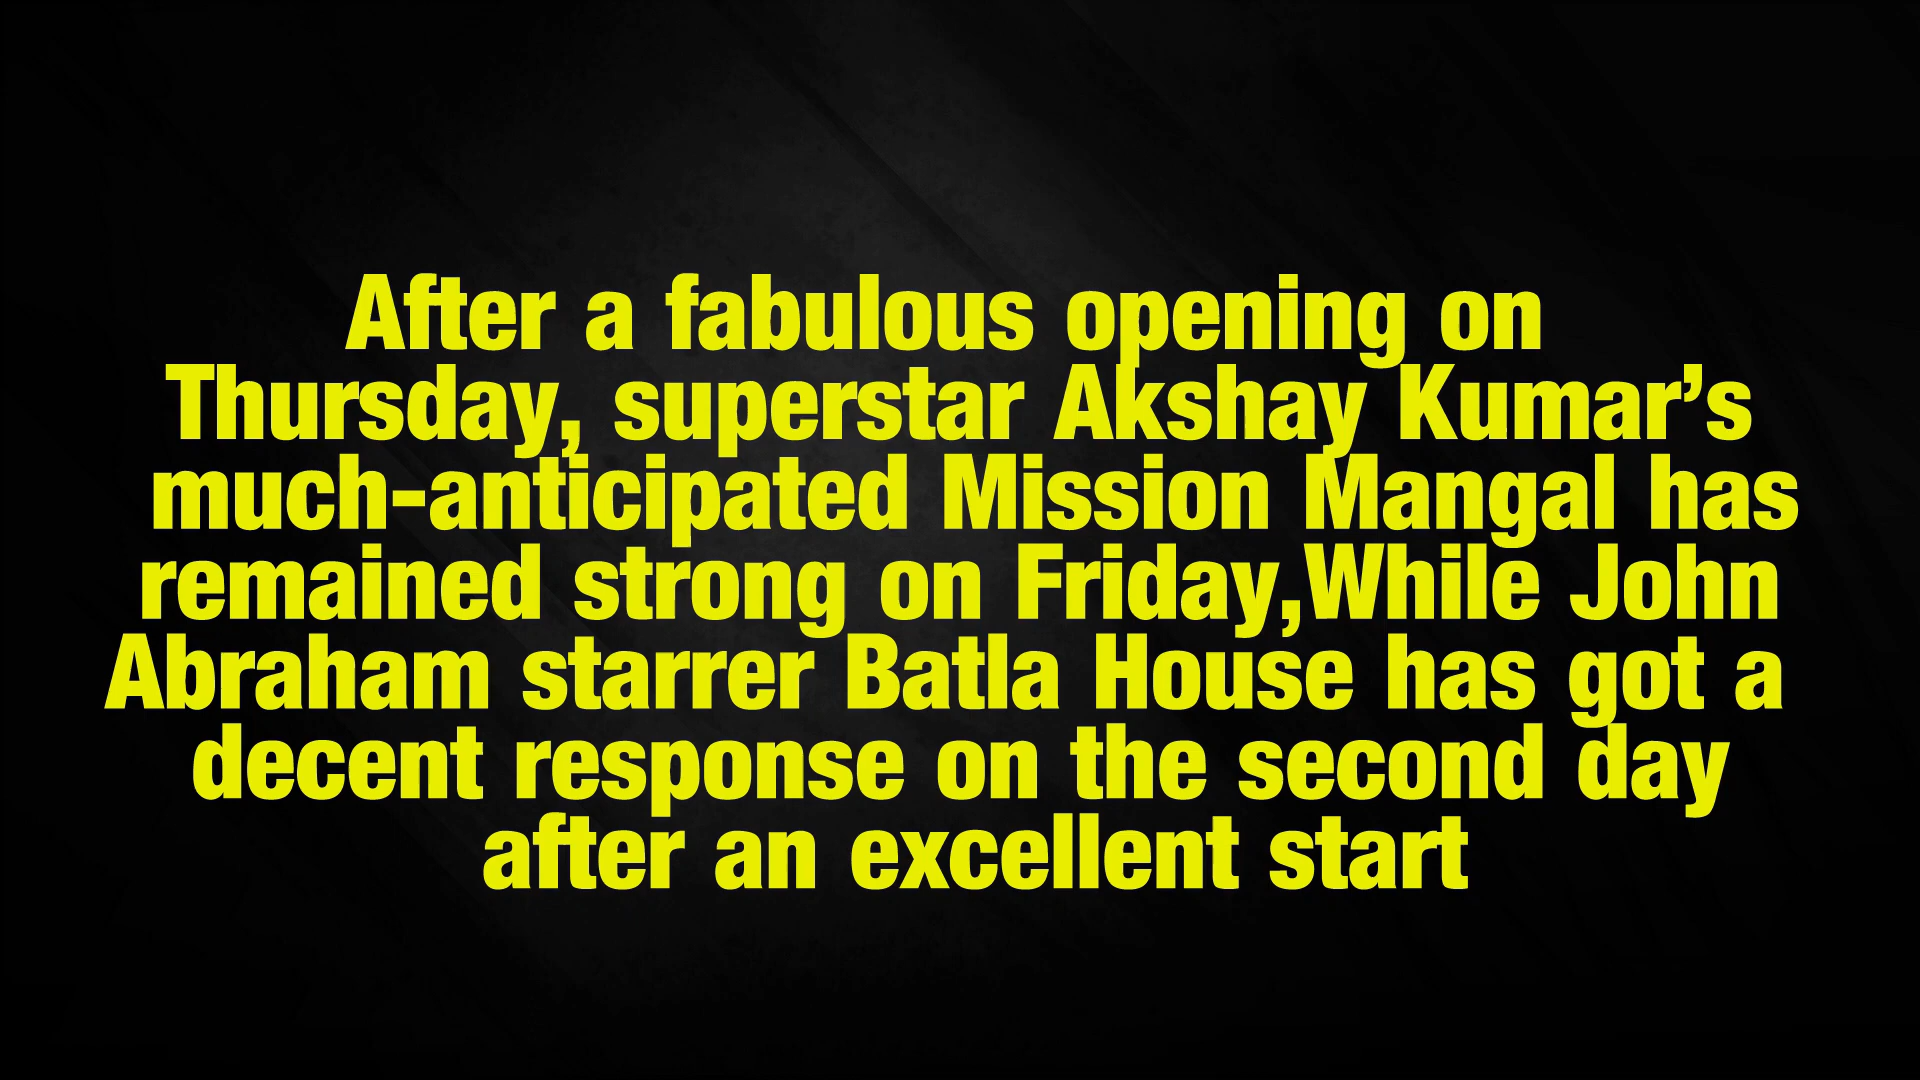 After a fabulous opening on
Thursday, superstar Akshay Kumar’s
much-anticipated Mission Mangal has
remained strong on Friday,While John
Abraham starrer Batla House has got a
decent response on the second day
after an excellent start